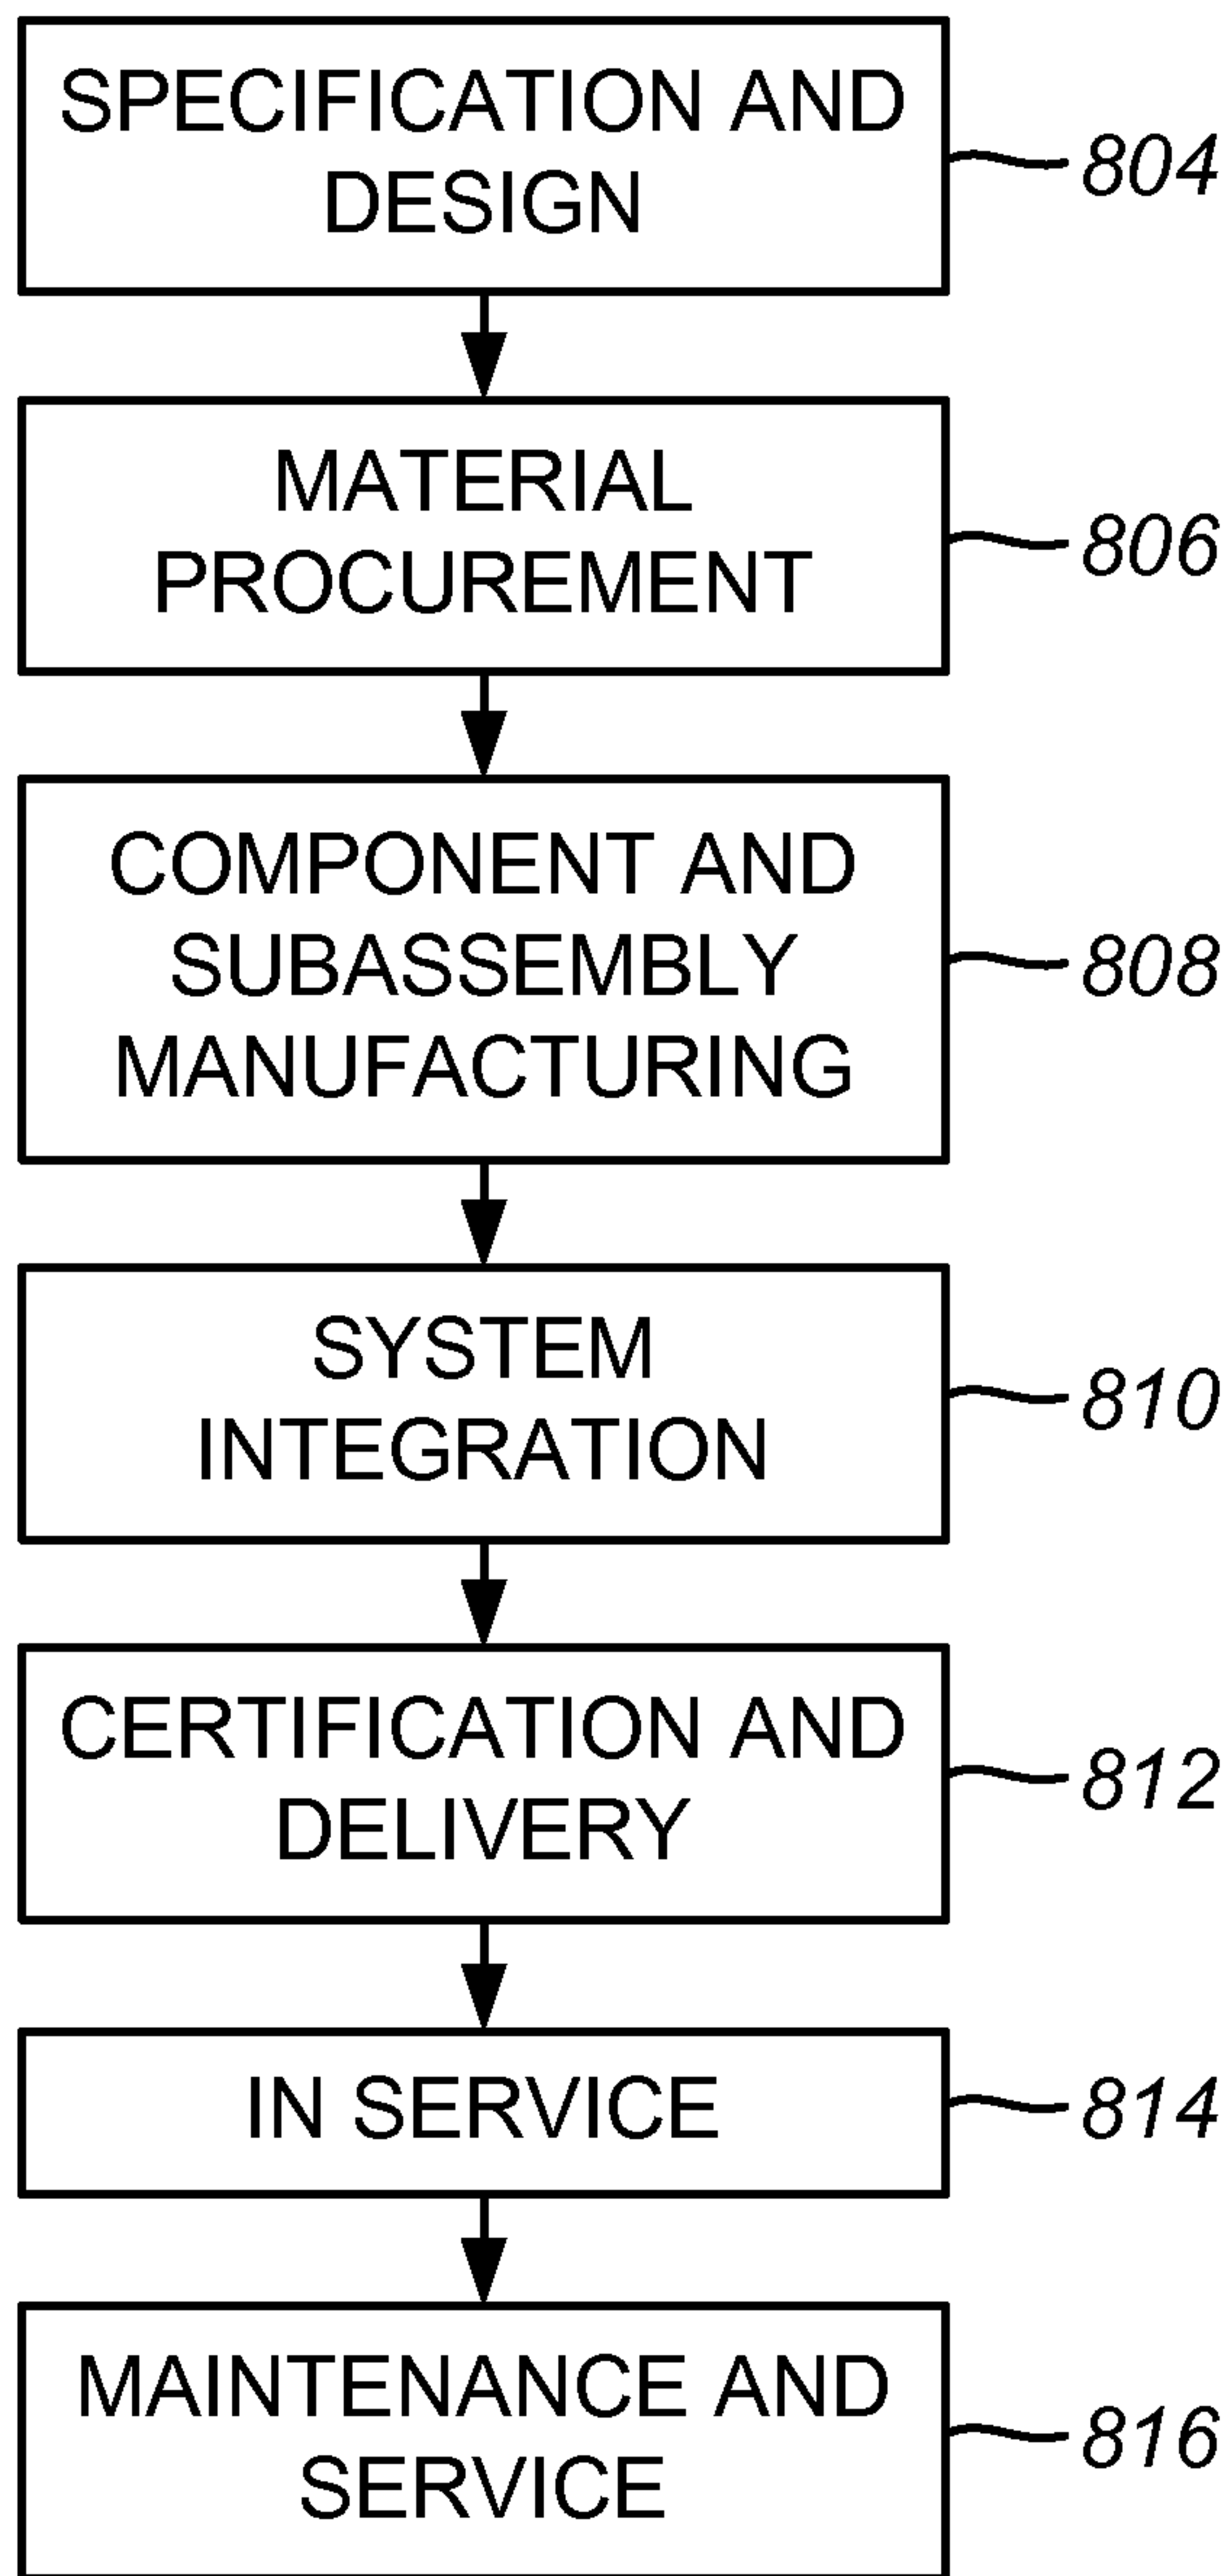 SPECIFICATION AND
DESIGN
804
MATERIAL
PROCUREMENT
806
COMPONENT AND
SUBASSEMBLY
MANUFACTURING
808
SYSTEM
INTEGRATION
810
CERTIFICATION AND
DELIVERY
812
IN SERVICE
814
MAINTENANCE AND
SERVICE
816